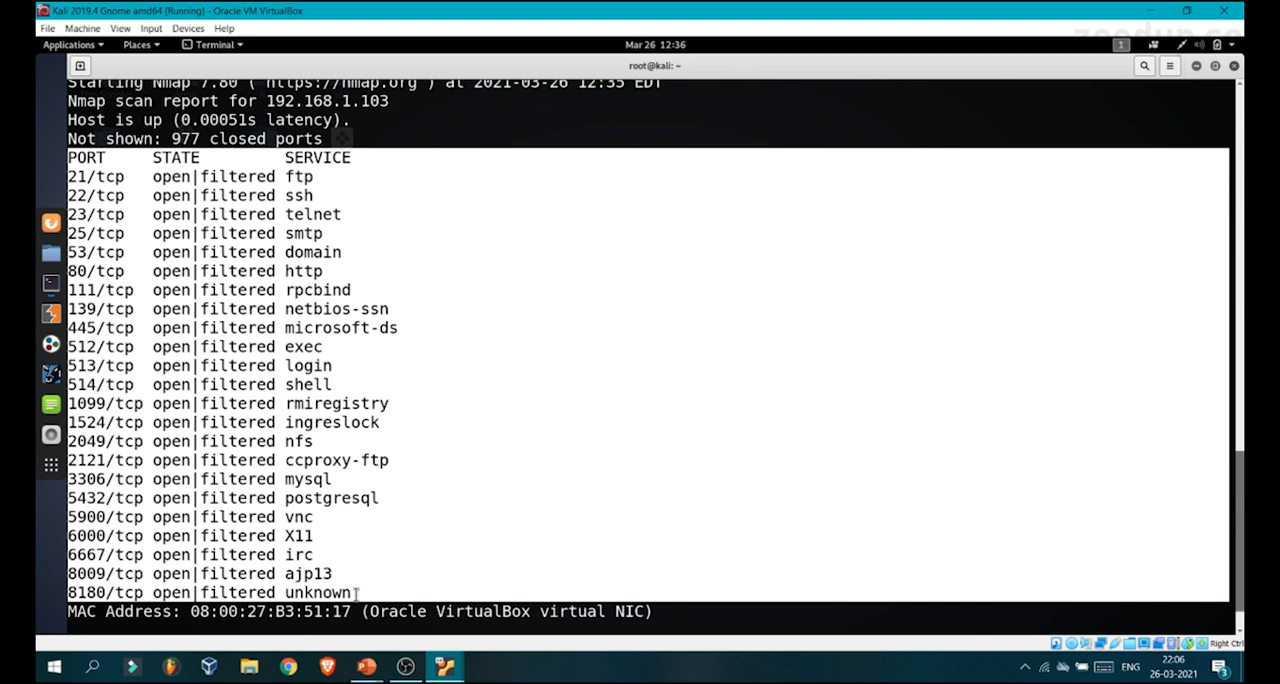 Kali 2019.4 Gnome amd64 [Running] - Oracle VM VirtualBox
File Machine View Input Devices Help
Applications Places Terminal Mar 26 12:36 1
root@kali: ~
Starting Nmap 7.80 ( https://nmap.org ) at 2021-03-26 12:35 EDT
Nmap scan report for 192.168.1.103
Host is up (0.00051s latency).
Not shown: 977 closed ports
PORT STATE SERVICE
21/tcp open|filtered ftp
22/tcp open|filtered ssh
23/tcp open|filtered telnet
25/tcp open|filtered smtp
53/tcp open|filtered domain
80/tcp open|filtered http
111/tcp open|filtered rpcbind
139/tcp open|filtered netbios-ssn
445/tcp open|filtered microsoft-ds
512/tcp open|filtered exec
513/tcp open|filtered login
514/tcp open|filtered shell
1099/tcp open|filtered rmiregistry
1524/tcp open|filtered ingreslock
2049/tcp open|filtered nfs
2121/tcp open|filtered ccproxy-ftp
3306/tcp open|filtered mysql
5432/tcp open|filtered postgresql
5900/tcp open|filtered vnc
6000/tcp open|filtered X11
6667/tcp open|filtered irc
8009/tcp open|filtered ajp13
8180/tcp open|filtered unknown
MAC Address: 08:00:27:B3:51:17 (Oracle VirtualBox virtual NIC)
Right Ctrl
ENG 22:06
26-03-2021 3